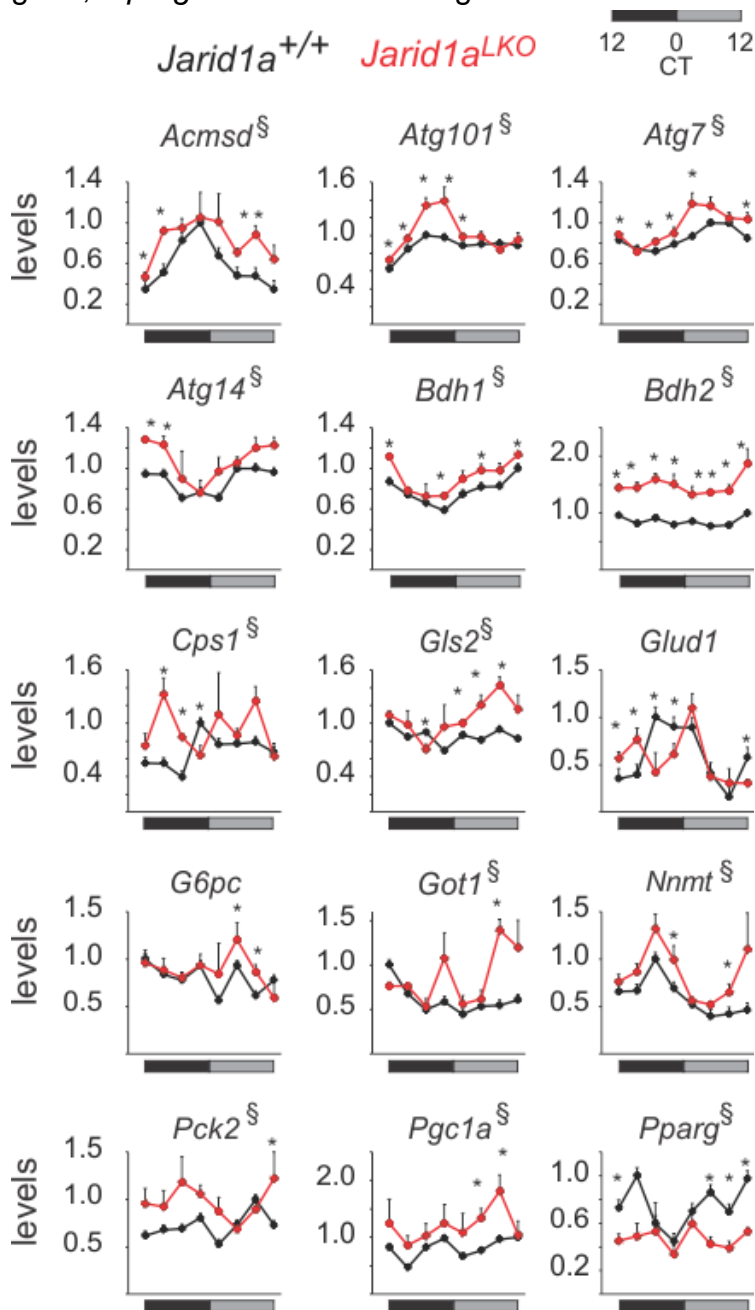 Jarid1a+/+ Jarid1aLKO 12 0 12
CT
Acmsd§ Atg101§ Atg7§
levels 1.4 1.0 0.6 0.2 * * * * 1.6 1.0 0.4 * * * * * * 1.4 1.0 0.6 0.2 * * * * *
Atg14§ Bdh1§ Bdh2§
levels 1.4 1.0 0.6 0.2 * * 1.4 1.0 0.6 0.2 * * * * 2.0 1.0 * * * * * * * *
Cps1§ Gls2§ Glud1
levels 1.6 1.0 0.4 * * * 1.6 1.0 0.4 * * * * 1.5 1.0 0.5 * * * * *
G6pc Got1§ Nnmt§
levels 1.5 1.0 0.5 * * 1.5 1.0 0.5 * 1.5 1.0 0.5 * *
Pck2§ Pgc1a§ Pparg§
levels 1.5 1.0 0.5 * 2.0 1.0 * * 1.0 0.6 0.2 * * * *